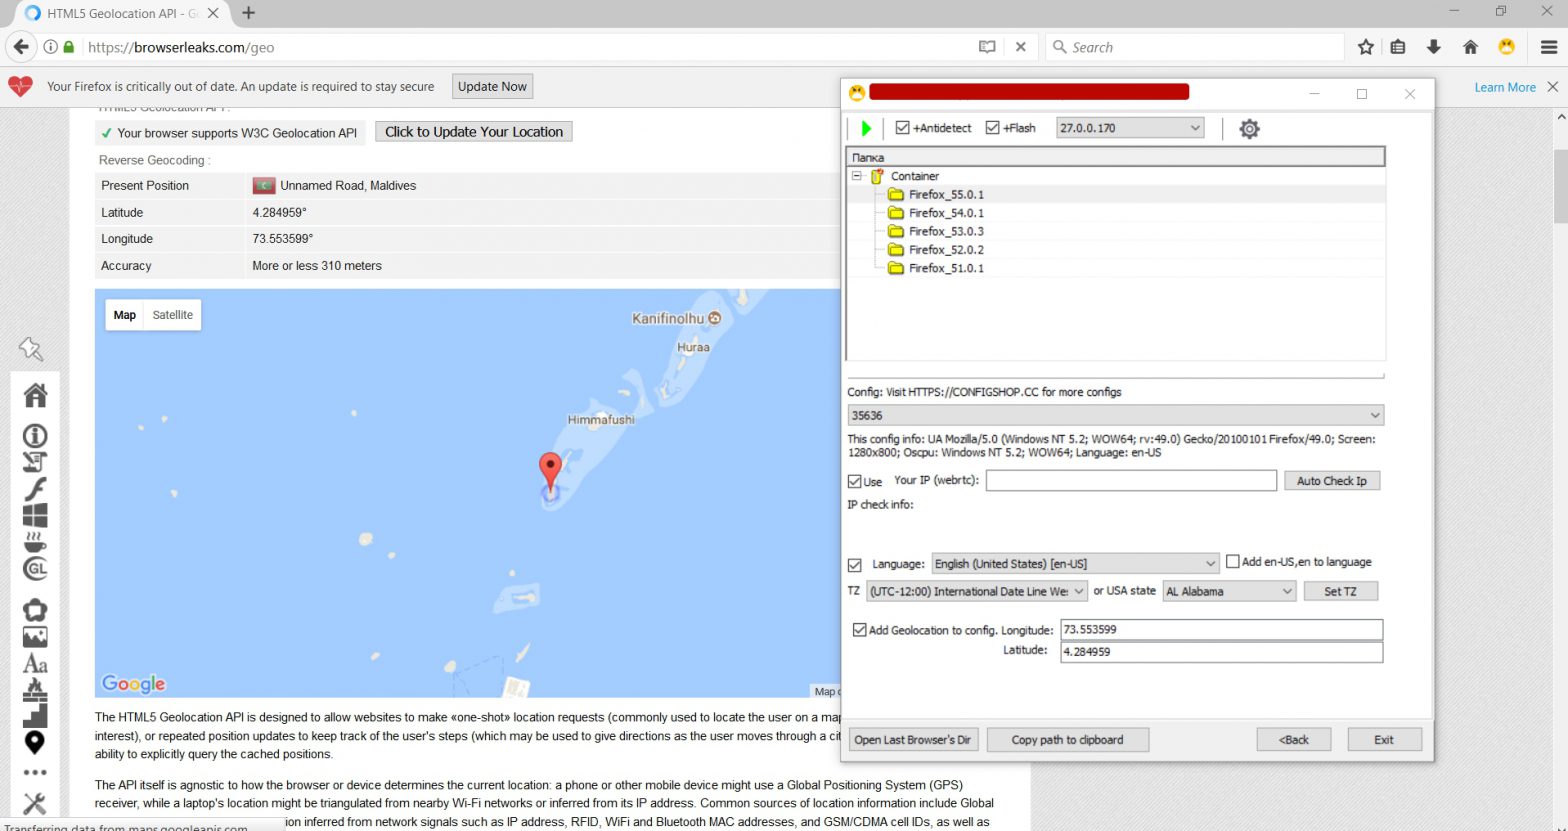 HTML5 Geolocation API - Ge
https://browserleaks.com/geo
Search
Your Firefox is critically out of date. An update is required to stay secure
Update Now
Learn More
HTML5 Geolocation API :
✓ Your browser supports W3C Geolocation API
Click to Update Your Location
Reverse Geocoding :
Present Position Unnamed Road, Maldives
Latitude 4.284959°
Longitude 73.553599°
Accuracy More or less 310 meters
Map Satellite
Kanifinolhu
Huraa
Himmafushi
Google
Map
The HTML5 Geolocation API is designed to allow websites to make «one-shot» location requests (commonly used to locate the user on a map
interest), or repeated position updates to keep track of the user's steps (which may be used to give directions as the user moves through a cit
ability to explicitly query the cached positions.
The API itself is agnostic to how the browser or device determines the current location: a phone or other mobile device might use a Global Positioning System (GPS)
receiver, while a laptop's location might be triangulated from nearby Wi-Fi networks or inferred from its IP address. Common sources of location information include Global
ion inferred from network signals such as IP address, RFID, WiFi and Bluetooth MAC addresses, and GSM/CDMA cell IDs, as well as
Transferring data from maps.googleapis.com
GL
Aa
+Antidetect +Flash 27.0.0.170
Папка
Container
Firefox_55.0.1
Firefox_54.0.1
Firefox_53.0.3
Firefox_52.0.2
Firefox_51.0.1
Config: Visit HTTPS://CONFIGSHOP.CC for more configs
35636
This config info: UA Mozilla/5.0 (Windows NT 5.2; WOW64; rv:49.0) Gecko/20100101 Firefox/49.0; Screen:
1280x800; Oscpu: Windows NT 5.2; WOW64; Language: en-US
Use Your IP (webrtc): Auto Check Ip
IP check info:
Language: English (United States) [en-US] Add en-US,en to language
TZ (UTC-12:00) International Date Line We: or USA state AL Alabama Set TZ
Add Geolocation to config. Longitude: 73.553599
Latitude: 4.284959
Open Last Browser's Dir Copy path to clipboard <Back Exit